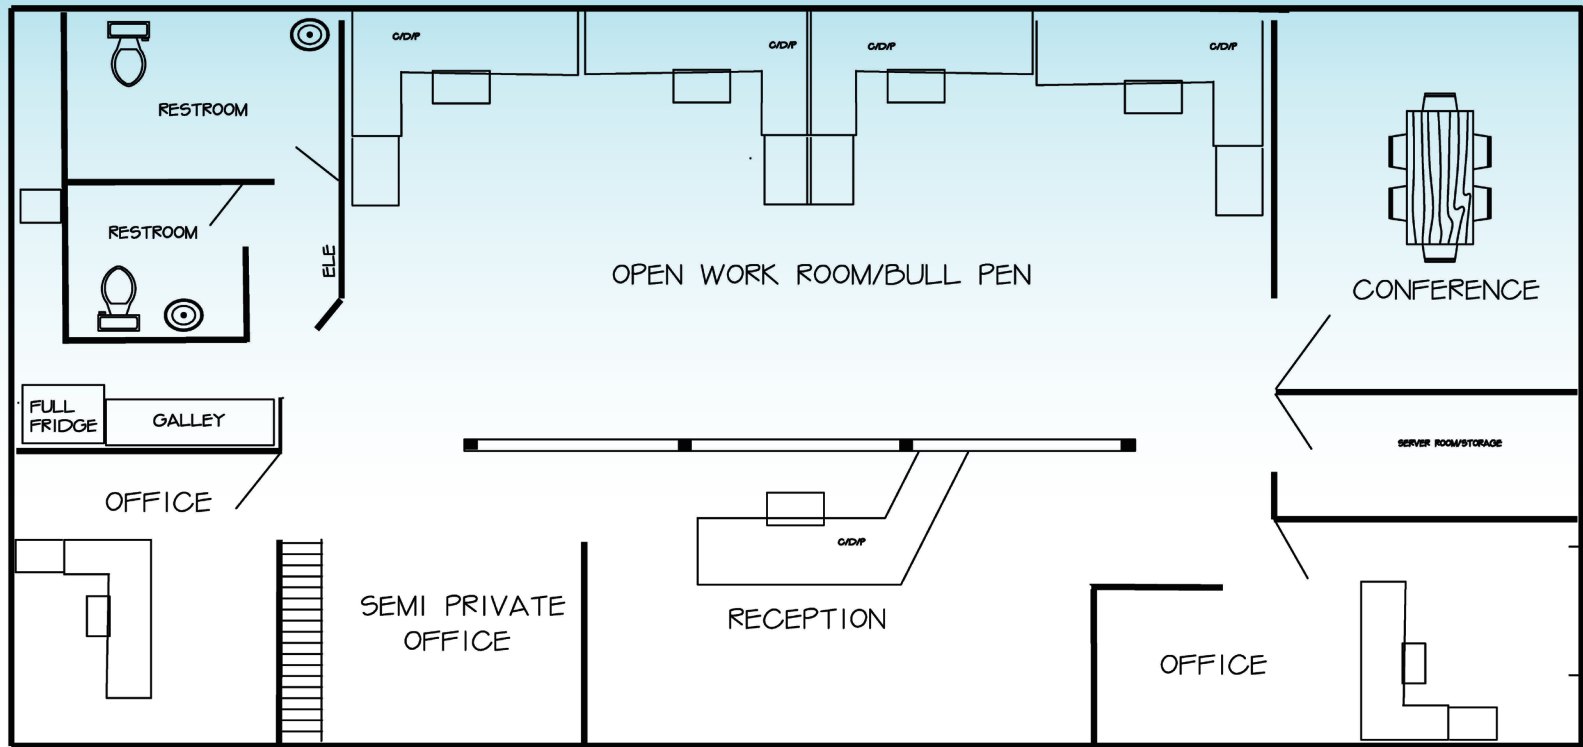 C/D/P
C/D/P
C/D/P
C/D/P
RESTROOM
RESTROOM
ELE
OPEN WORK ROOM/BULL PEN
CONFERENCE
FULL
FRIDGE
GALLEY
SERVER ROOM/STORAGE
OFFICE
C/D/P
SEMI PRIVATE
OFFICE
RECEPTION
OFFICE